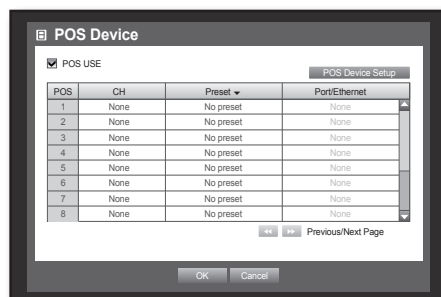 POS Device
POS USE
POS Device Setup
POS CH Preset Port/Ethernet
1 None No preset None
2 None No preset None
3 None No preset None
4 None No preset None
5 None No preset None
6 None No preset None
7 None No preset None
8 None No preset None
Previous/Next Page
OK Cancel